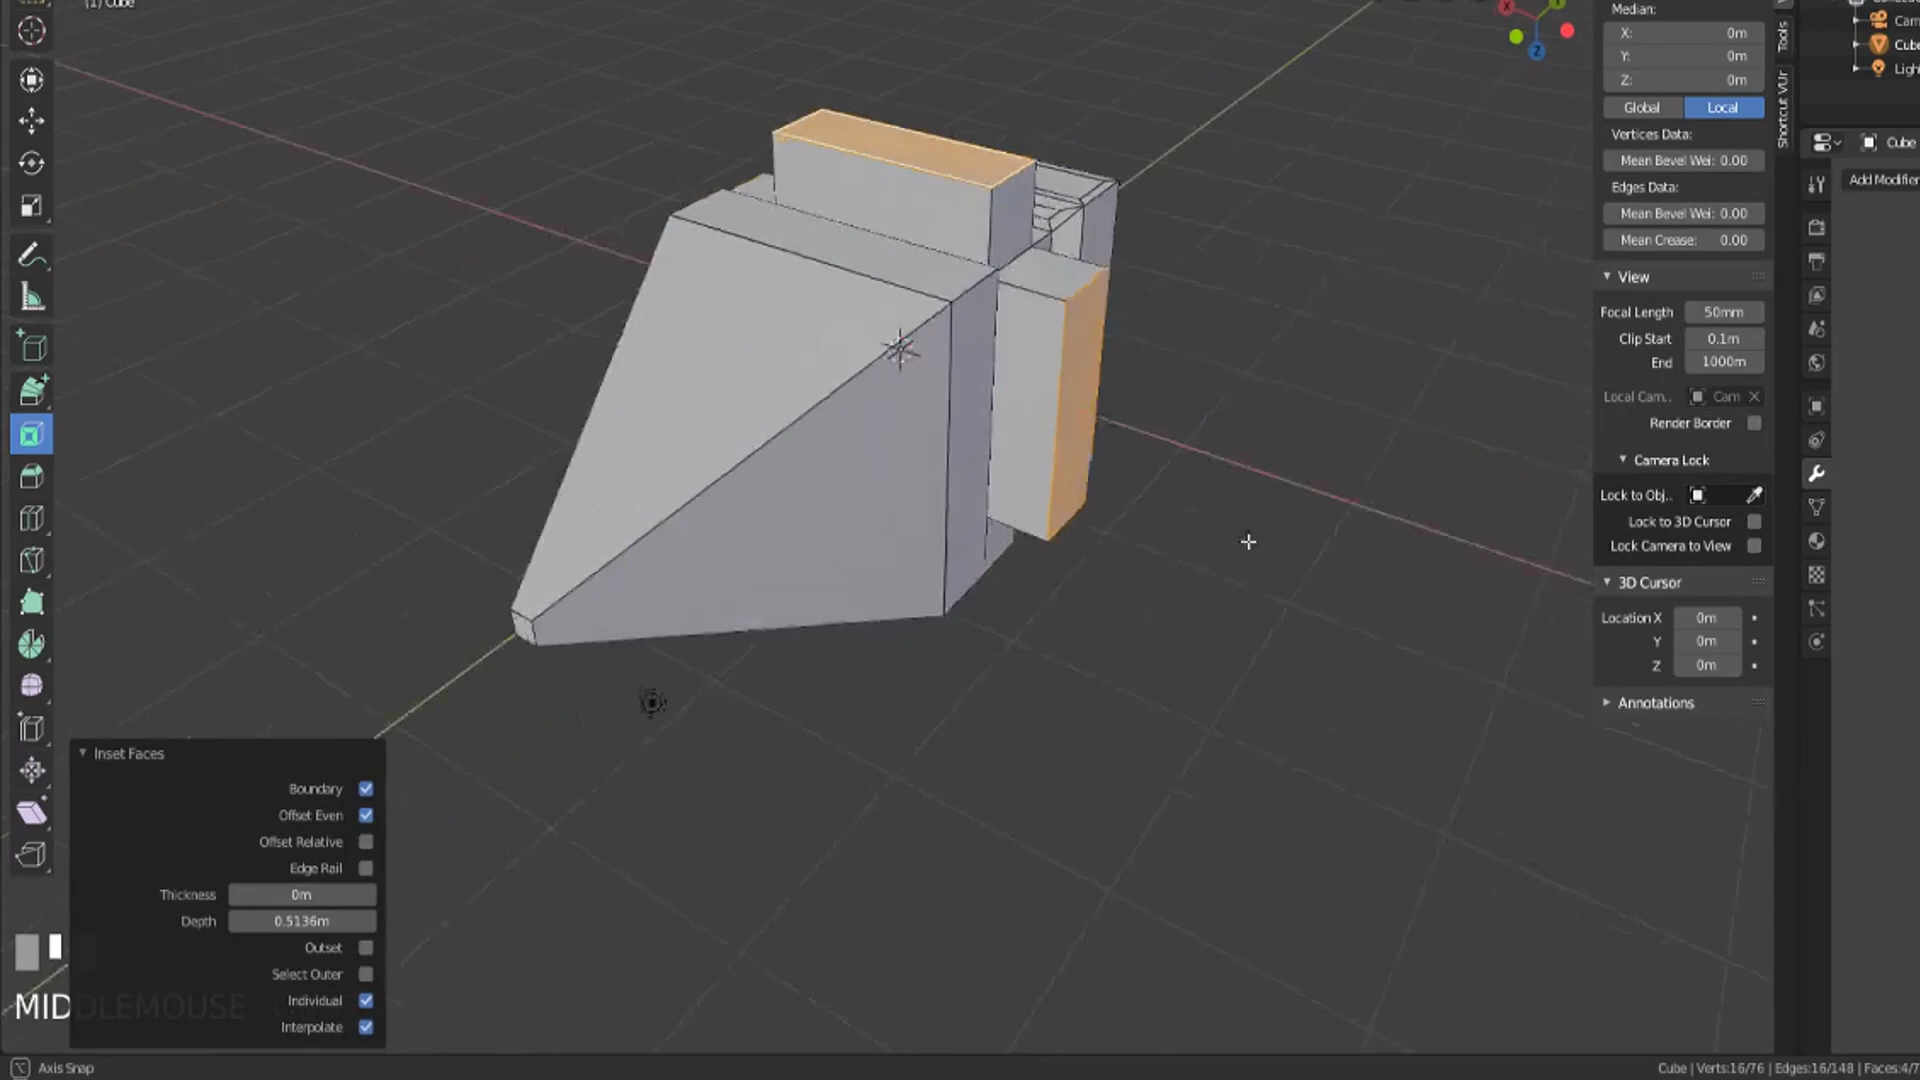 (1) Cube
Median:
X: 0m
Y: 0m
Z: 0m
Global Local
Vertices Data:
Mean Bevel Wei: 0.00
Edges Data:
Mean Bevel Wei: 0.00
Mean Crease: 0.00
View
Focal Length 50mm
Clip Start 0.1m
End 1000m
Local Cam.. Cam
Render Border
Camera Lock
Lock to Obj..
Lock to 3D Cursor
Lock Camera to View
3D Cursor
Location X 0m
Y 0m
Z 0m
Annotations
Tools
Shortcut VUr
Cam
Cube
Ligh
Cube
Add Modifier
X
Z
Inset Faces
Boundary
Offset Even
Offset Relative
Edge Rail
Thickness 0m
Depth 0.5136m
Outset
Select Outer
Individual
Interpolate
MIDDLEMOUSE
Axis Snap
Cube | Verts:16/76 | Edges:16/148 | Faces:4/7